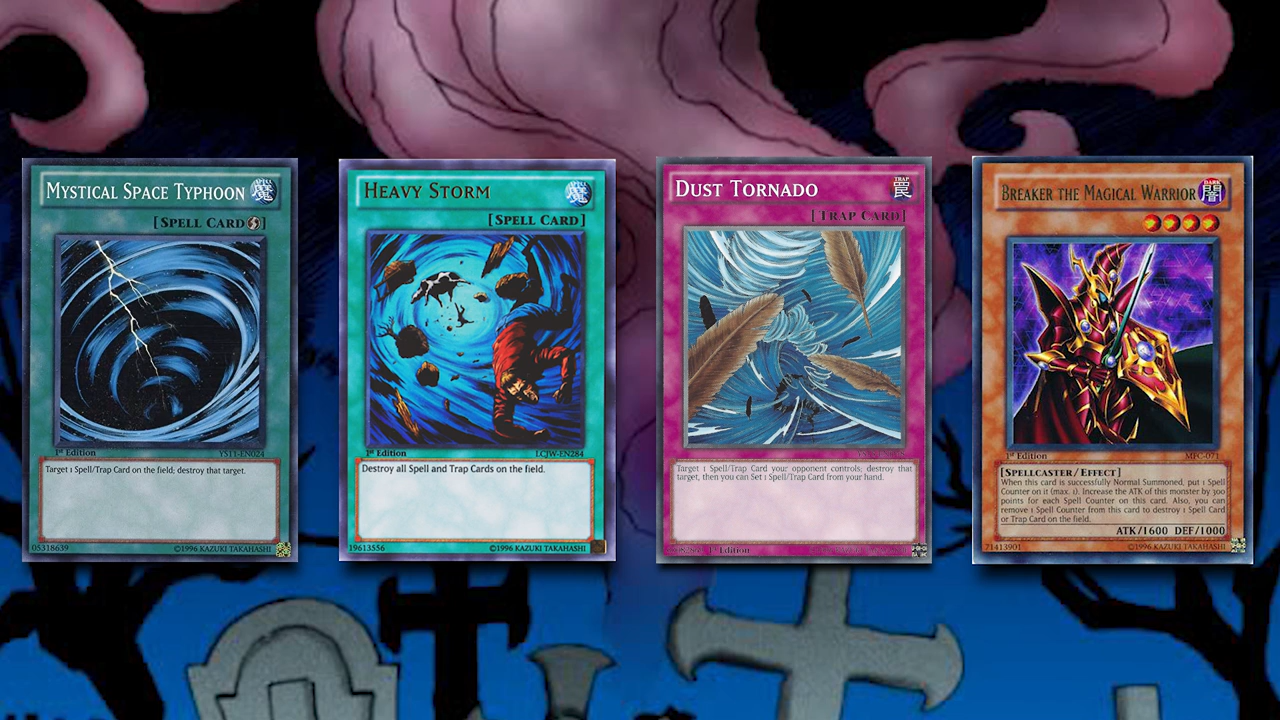 MYSTICAL SPACE TYPHOON
[SPELL CARD]
1st Edition
YST1-EN024
Target 1 Spell/Trap Card on the field; destroy that target.
05318639
©1996 KAZUKI TAKAHASHI
HEAVY STORM
[SPELL CARD]
1st Edition
LCJW-EN284
Destroy all Spell and Trap Cards on the field.
19613556
©1996 KAZUKI TAKAHASHI
DUST TORNADO
TRAP
罠
[TRAP CARD]
Target 1 Spell/Trap Card your opponent controls; destroy that
target, then you can Set 1 Spell/Trap Card from your hand.
1st Edition
BREAKER THE MAGICAL WARRIOR
DARK
闇
1st Edition
MFC-071
[SPELLCASTER/EFFECT]
When this card is successfully Normal Summoned, put 1 Spell
Counter on it (max. 1). Increase the ATK of this monster by 300
points for each Spell Counter on this card. Also, you can
remove 1 Spell Counter from this card to destroy 1 Spell Card
or Trap Card on the field.
ATK/1600 DEF/1000
71413901
©1996 KAZUKI TAKAHASHI